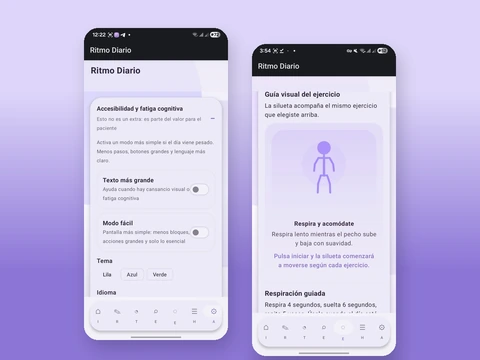 12:22
Ritmo Diario
Ritmo Diario
Accesibilidad y fatiga cognitiva
Esto no es un extra: es parte del valor para el
paciente
Activa un modo más simple si el día viene pesado.
Menos pasos, botones grandes y lenguaje más
claro.
Texto más grande
Ayuda cuando hay cansancio visual o
fatiga cognitiva
Modo fácil
Pantalla más simple: menos bloques,
acciones grandes y solo lo esencial
Tema
Lila
Azul
Verde
Idioma
3:54
Ritmo Diario
Guía visual del ejercicio
La silueta acompaña el mismo ejercicio
que elegiste arriba.
Respira y acomódate
Respira lento mientras el pecho sube
y baja con suavidad.
Pulsa iniciar y la silueta comenzará
a moverse según cada ejercicio.
Respiración guiada
Respira 4 segundos, suelta 6 segundos,